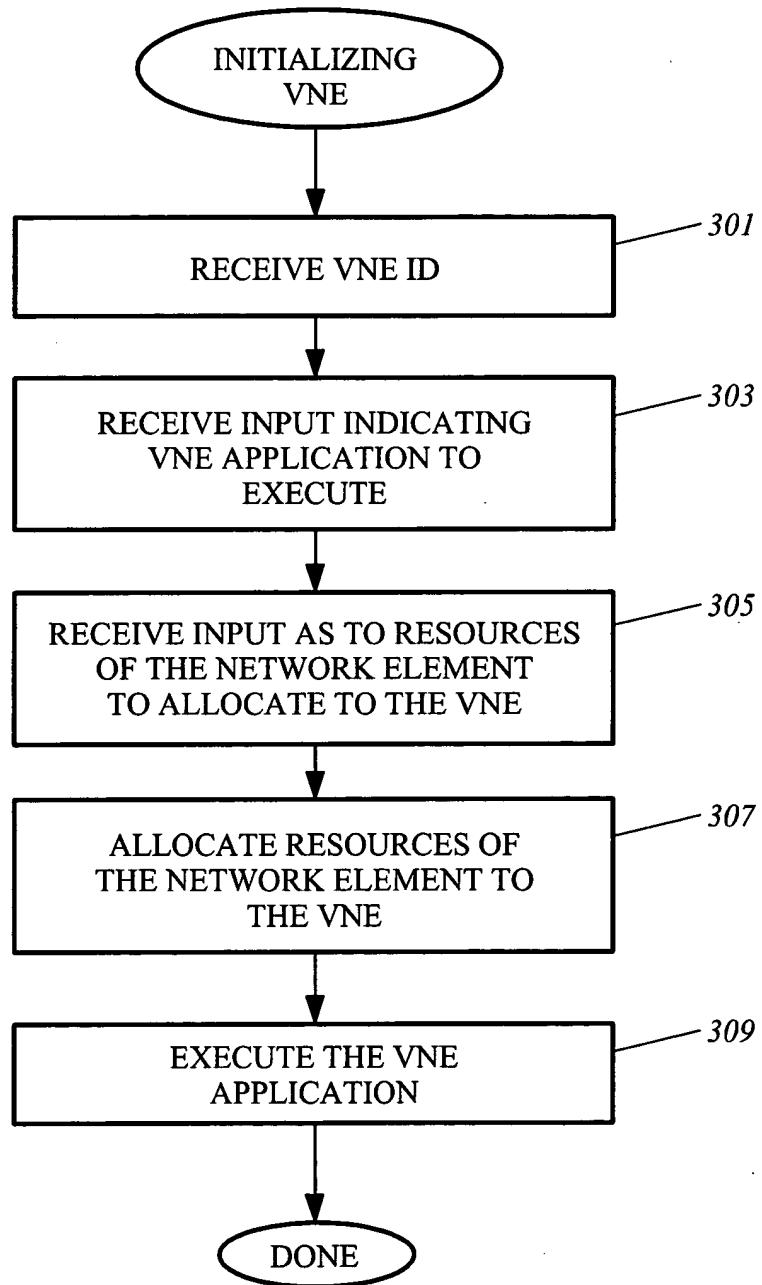 INITIALIZING
VNE
301
RECEIVE VNE ID
303
RECEIVE INPUT INDICATING
VNE APPLICATION TO
EXECUTE
305
RECEIVE INPUT AS TO RESOURCES
OF THE NETWORK ELEMENT
TO ALLOCATE TO THE VNE
307
ALLOCATE RESOURCES OF
THE NETWORK ELEMENT TO
THE VNE
309
EXECUTE THE VNE
APPLICATION
DONE